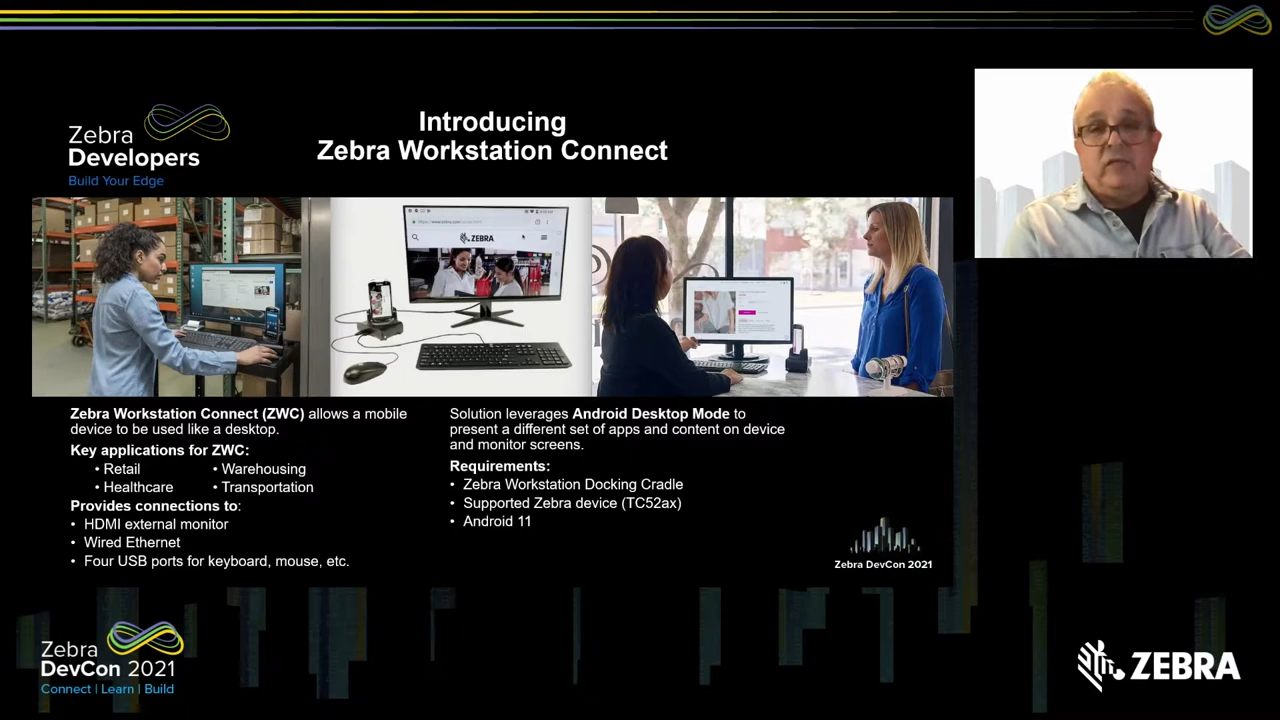 Zebra
Developers
Build Your Edge
Introducing
Zebra Workstation Connect
ZEBRA
Zebra Workstation Connect (ZWC) allows a mobile
device to be used like a desktop.
Key applications for ZWC:
• Retail
• Warehousing
• Healthcare
• Transportation
Provides connections to:
• HDMI external monitor
• Wired Ethernet
• Four USB ports for keyboard, mouse, etc.
Solution leverages Android Desktop Mode to
present a different set of apps and content on device
and monitor screens.
Requirements:
• Zebra Workstation Docking Cradle
• Supported Zebra device (TC52ax)
• Android 11
Zebra DevCon 2021
Zebra
DevCon 2021
Connect | Learn | Build
ZEBRA